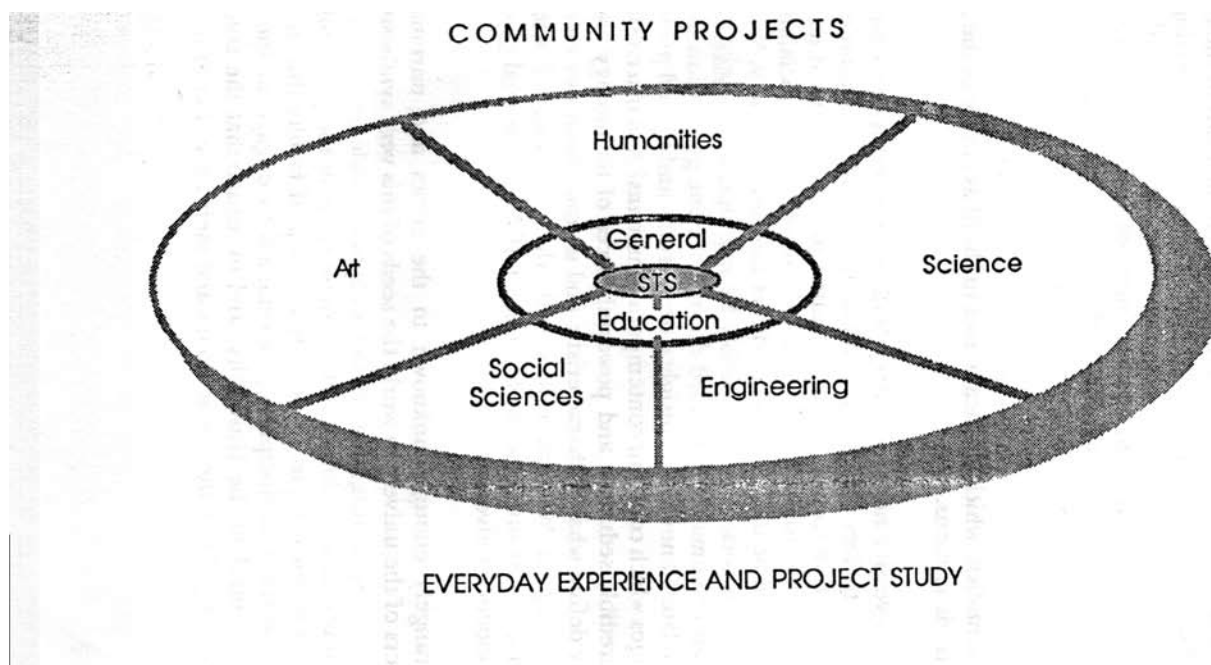 COMMUNITY PROJECTS
Humanities
General
Art
STS
Science
Education
Social
Sciences
Engineering
EVERYDAY EXPERIENCE AND PROJECT STUDY